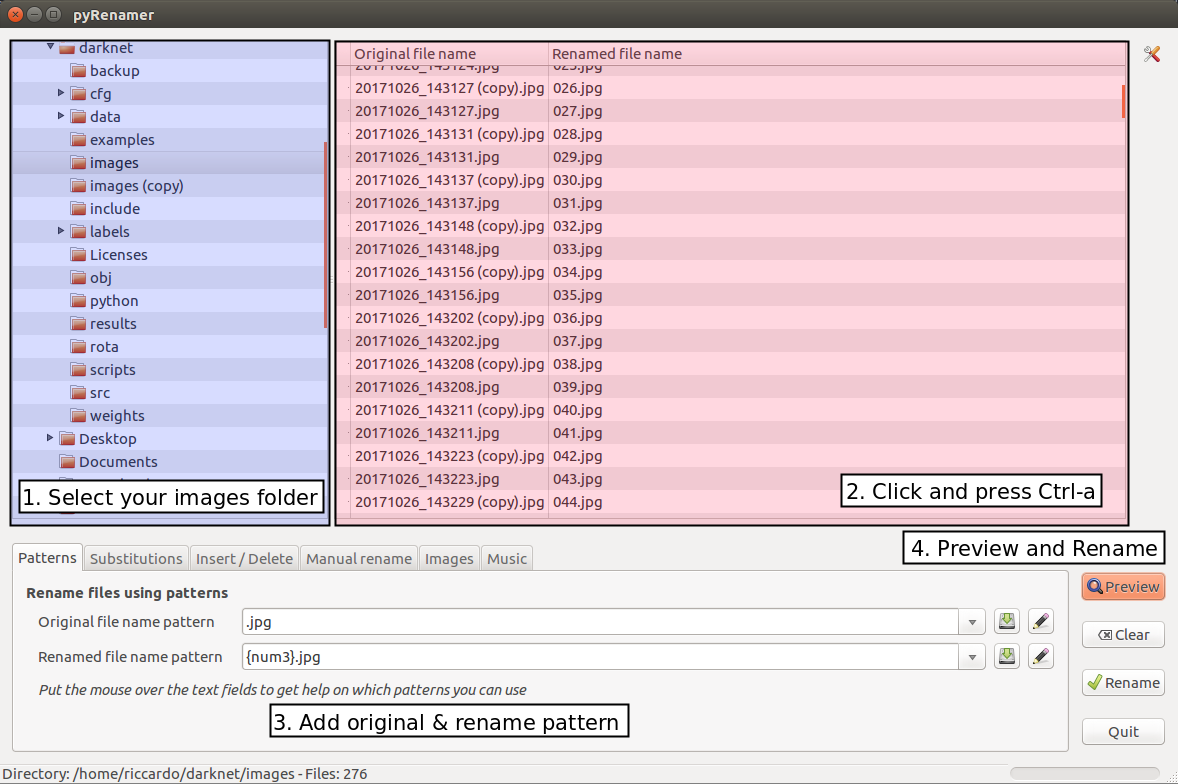 pyRenamer
darknet
backup
cfg
data
examples
images
images (copy)
include
labels
Licenses
obj
python
results
rota
scripts
src
weights
Desktop
Documents
1. Select your images folder
Original file name Renamed file name
20171026_143124.jpg 025.jpg
20171026_143127 (copy).jpg 026.jpg
20171026_143127.jpg 027.jpg
20171026_143131 (copy).jpg 028.jpg
20171026_143131.jpg 029.jpg
20171026_143137 (copy).jpg 030.jpg
20171026_143137.jpg 031.jpg
20171026_143148 (copy).jpg 032.jpg
20171026_143148.jpg 033.jpg
20171026_143156 (copy).jpg 034.jpg
20171026_143156.jpg 035.jpg
20171026_143202 (copy).jpg 036.jpg
20171026_143202.jpg 037.jpg
20171026_143208 (copy).jpg 038.jpg
20171026_143208.jpg 039.jpg
20171026_143211 (copy).jpg 040.jpg
20171026_143211.jpg 041.jpg
20171026_143223 (copy).jpg 042.jpg
20171026_143223.jpg 043.jpg
20171026_143229 (copy).jpg 044.jpg
2. Click and press Ctrl-a
4. Preview and Rename
Patterns Substitutions Insert / Delete Manual rename Images Music
Rename files using patterns
Original file name pattern .jpg
Renamed file name pattern {num3}.jpg
Put the mouse over the text fields to get help on which patterns you can use
3. Add original & rename pattern
Preview
Clear
Rename
Quit
Directory: /home/riccardo/darknet/images - Files: 276